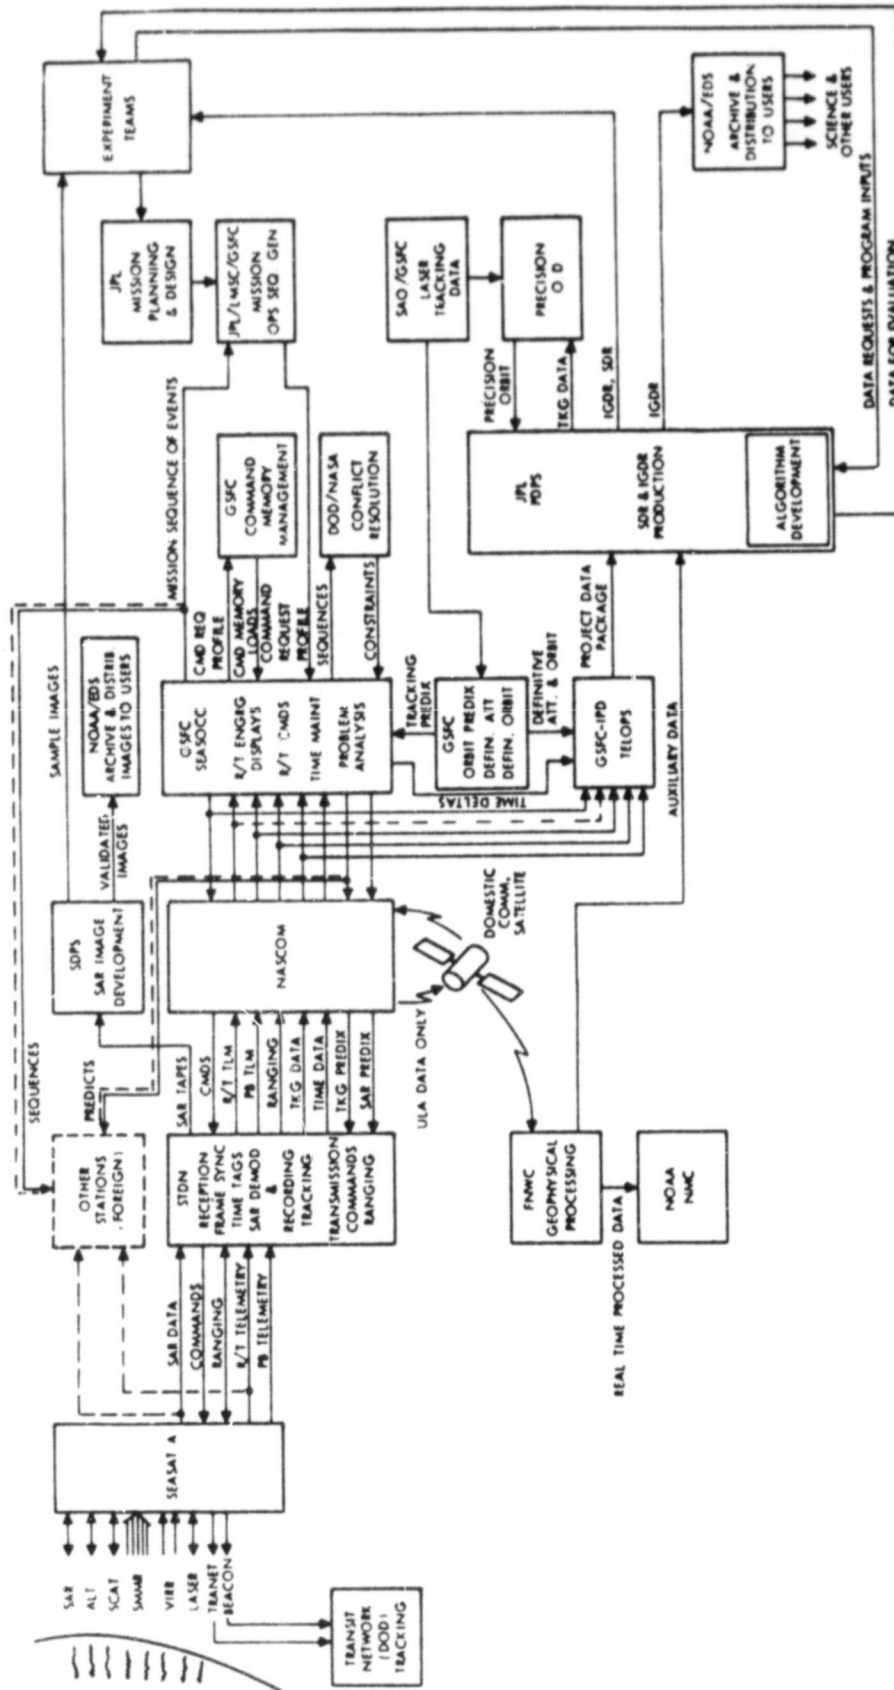 SAR
ALT
SCAT
SMMR
VIRR
LASER
TRANET
BEACON
TRANSIT
NETWORK
(DOD)
TRACKING
SEASAT A
SAR DATA
COMMANDS
RANGING
R/T TELEMETRY
PB TELEMETRY
OTHER
STATIONS
(FOREIGN)
STDN
RECEPTION
FRAME SYNC
TIME TAGS
SAR DEMOD
&
RECORDING
TRACKING
TRANSMISSION
COMMANDS
RANGING
SEQUENCES
PREDICTS
SAR TAPES
CMDS
R/T TLM
PB TLM
RANGING
TKG DATA
TIME DATA
TKG PREDIX
SAR PREDIX
ULA DATA ONLY
SDPS
SAR IMAGE
DEVELOPMENT
NASCOM
DOMESTIC
COMM.
SATELLITE
FNWC
GEOPHYSICAL
PROCESSING
REAL TIME PROCESSED DATA
NOAA
NMC
SAMPLE IMAGES
VALIDATED
IMAGES
NOAA/EDS
ARCHIVE & DISTRIB.
IMAGES TO USERS
GSFC
SEASOCC
R/T ENGRG
DISPLAYS
R/T CMDS
TIME MAINT
PROBLEM
ANALYSIS
TIME DELTAS
TRACKING
PREDIX
GSFC
ORBIT PREDIX
DEFIN. ATT
DEFIN. ORBIT
DEFINITIVE
ATT. & ORBIT
GSFC-IPD
TELOPS
AUXILIARY DATA
PROJECT DATA
PACKAGE
MISSION SEQUENCE OF EVENTS
CMD REQ
PROFILE
CMD MEMORY
LOADS
COMMAND
REQUEST
PROFILE
SEQUENCES
CONSTRAINTS
GSFC
COMMAND
MEMORY
MANAGEMENT
DOD/NASA
CONFLICT
RESOLUTION
JPL
MISSION
PLANNING
& DESIGN
JPL/LMSC/GSFC
MISSION
OPS SEQ GEN
EXPERIMENT
TEAMS
SAO/GSFC
LASER
TRACKING
DATA
PRECISION
O D
PRECISION
ORBIT
TKG DATA
IGDR, SDR
IGDR
JPL
PDPS
SDR & IGDR
PRODUCTION
ALGORITHM
DEVELOPMENT
NOAA/EDS
ARCHIVE &
DISTRIBUTION
TO USERS
SCIENCE &
OTHER USERS
DATA REQUESTS & PROGRAM INPUTS
DATA FOR EVALUATION